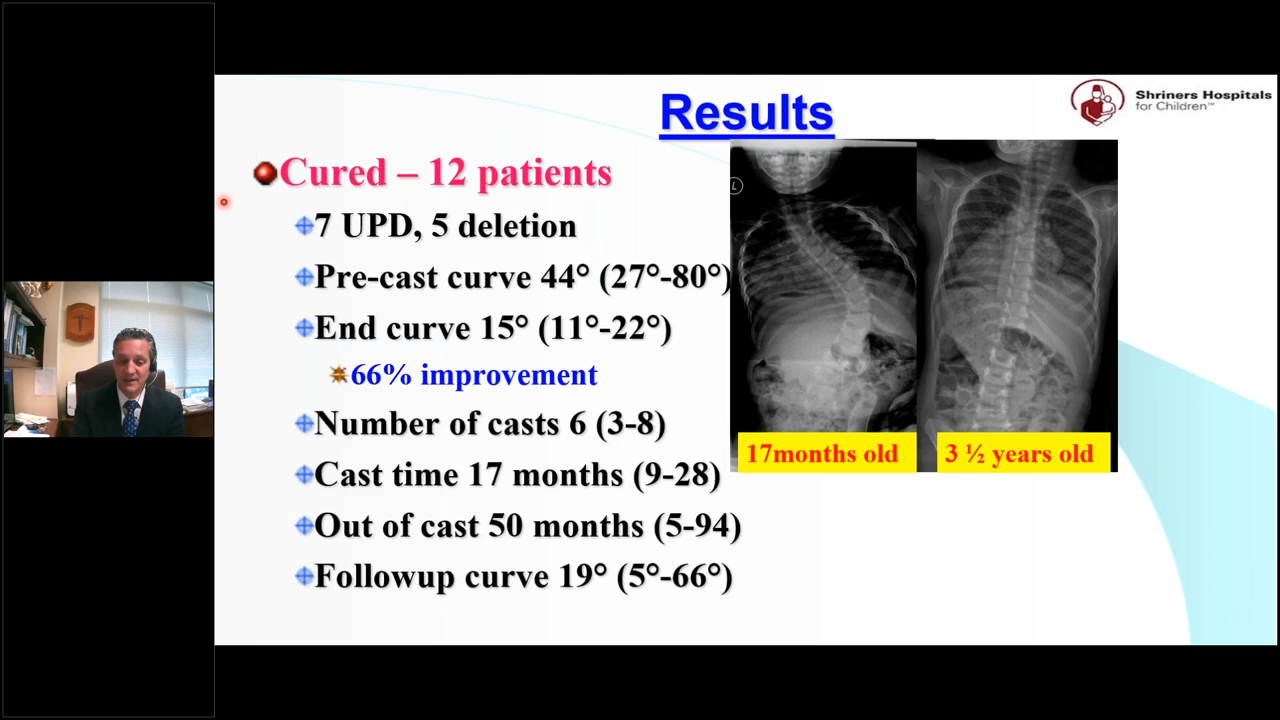 Results
Shriners Hospitals
for Children™
Cured – 12 patients
7 UPD, 5 deletion
Pre-cast curve 44° (27°-80°)
End curve 15° (11°-22°)
66% improvement
Number of casts 6 (3-8)
Cast time 17 months (9-28)
Out of cast 50 months (5-94)
Followup curve 19° (5°-66°)
L
17months old
3 ½ years old